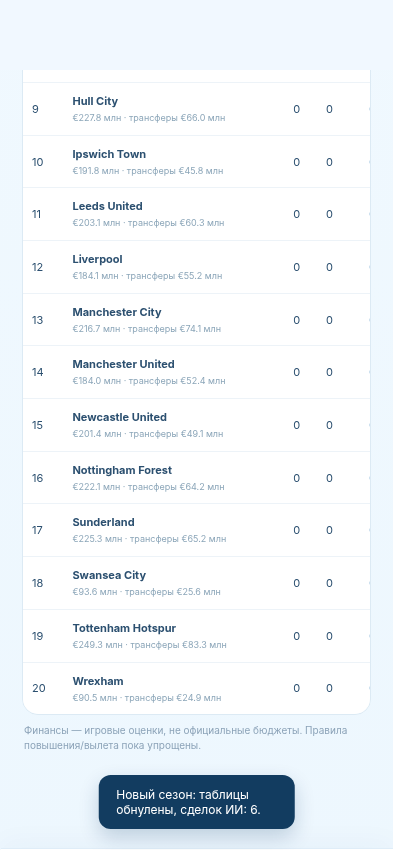 9 Hull City 0 0
€227.8 млн · трансферы €66.0 млн
10 Ipswich Town 0 0
€191.8 млн · трансферы €45.8 млн
11 Leeds United 0 0
€203.1 млн · трансферы €60.3 млн
12 Liverpool 0 0
€184.1 млн · трансферы €55.2 млн
13 Manchester City 0 0
€216.7 млн · трансферы €74.1 млн
14 Manchester United 0 0
€184.0 млн · трансферы €52.4 млн
15 Newcastle United 0 0
€201.4 млн · трансферы €49.1 млн
16 Nottingham Forest 0 0
€222.1 млн · трансферы €64.2 млн
17 Sunderland 0 0
€225.3 млн · трансферы €65.2 млн
18 Swansea City 0 0
€93.6 млн · трансферы €25.6 млн
19 Tottenham Hotspur 0 0
€249.3 млн · трансферы €83.3 млн
20 Wrexham 0 0
€90.5 млн · трансферы €24.9 млн
Финансы — игровые оценки, не официальные бюджеты. Правила
повышения/вылета пока упрощены.
Новый сезон: таблицы
обнулены, сделок ИИ: 6.